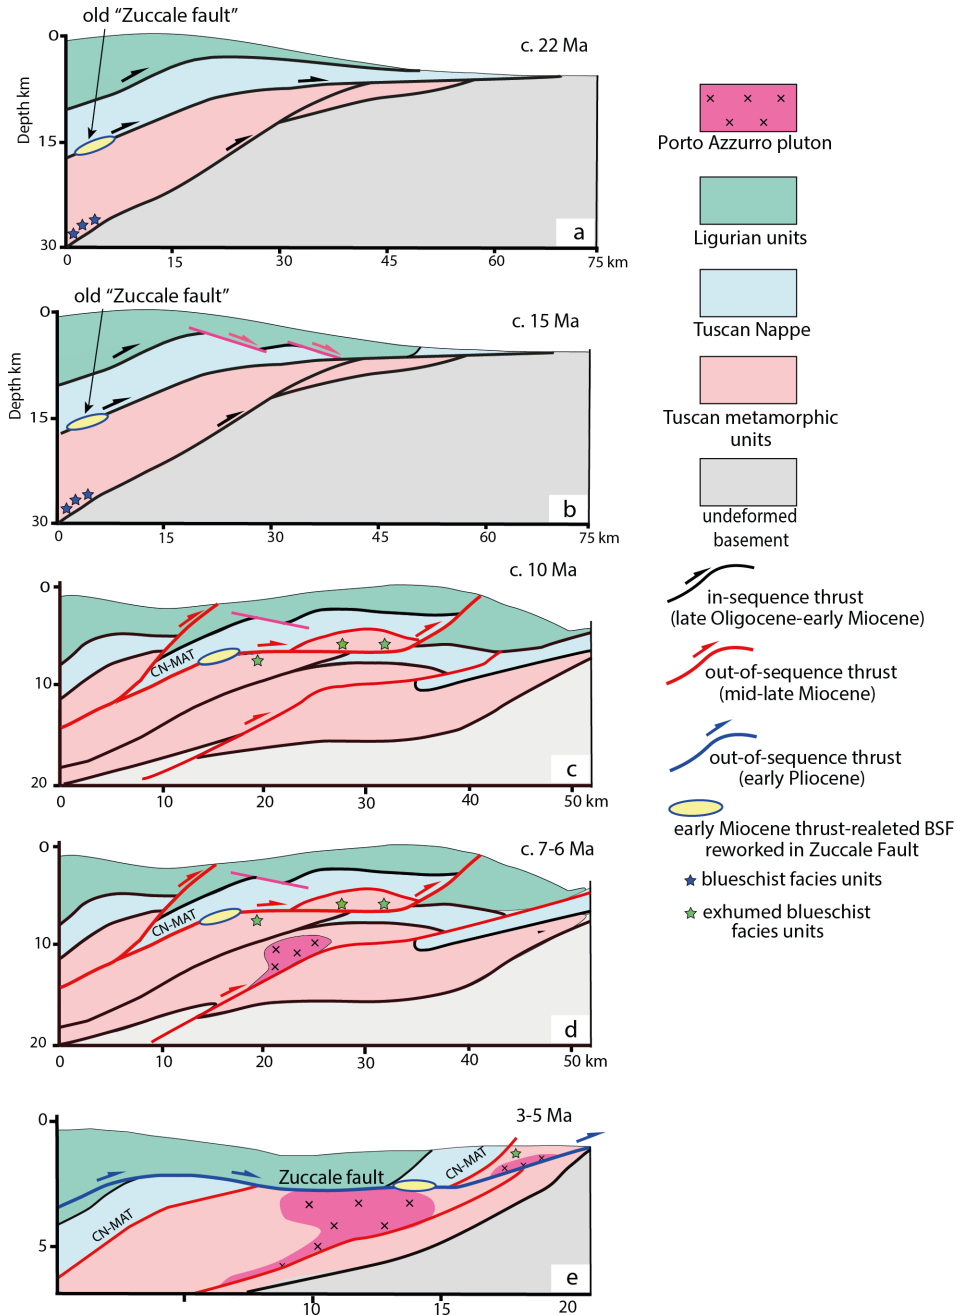 old “Zuccale fault”
c. 22 Ma
0
15
30
Depth km
a
0 15 30 45 60 75 km
old “Zuccale fault”
c. 15 Ma
0
15
30
Depth km
b
0 15 30 45 60 75 km
c. 10 Ma
0
10
20
CN-MAT
c
0 10 20 30 40 50 km
c. 7-6 Ma
0
10
20
CN-MAT
d
0 10 20 30 40 50 km
3-5 Ma
0
5
Zuccale fault
CN-MAT
CN-MAT
e
10 15 20
Porto Azzurro pluton
Ligurian units
Tuscan Nappe
Tuscan metamorphic
units
undeformed
basement
in-sequence thrust
(late Oligocene-early Miocene)
out-of-sequence thrust
(mid-late Miocene)
out-of-sequence thrust
(early Pliocene)
early Miocene thrust-realeted BSF
reworked in Zuccale Fault
blueschist facies units
exhumed blueschist
facies units